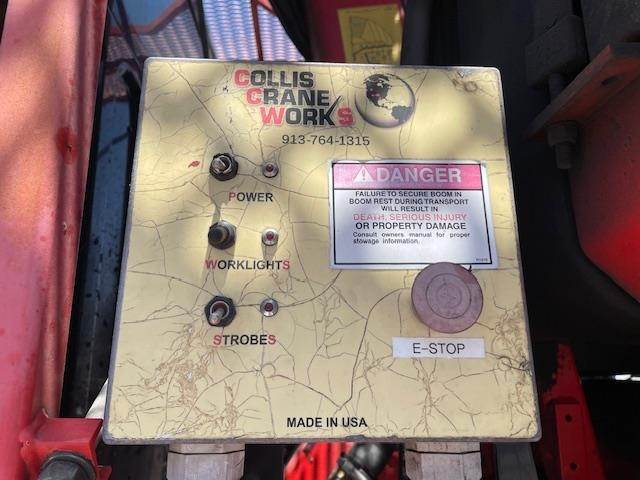 COLLIS
CRANE
WORKS
913-764-1315
POWER
WORKLIGHTS
STROBES
DANGER
FAILURE TO SECURE BOOM IN
BOOM REST DURING TRANSPORT
WILL RESULT IN
DEATH, SERIOUS INJURY
OR PROPERTY DAMAGE
Consult owners manual for proper
stowage information.
E-STOP
MADE IN USA